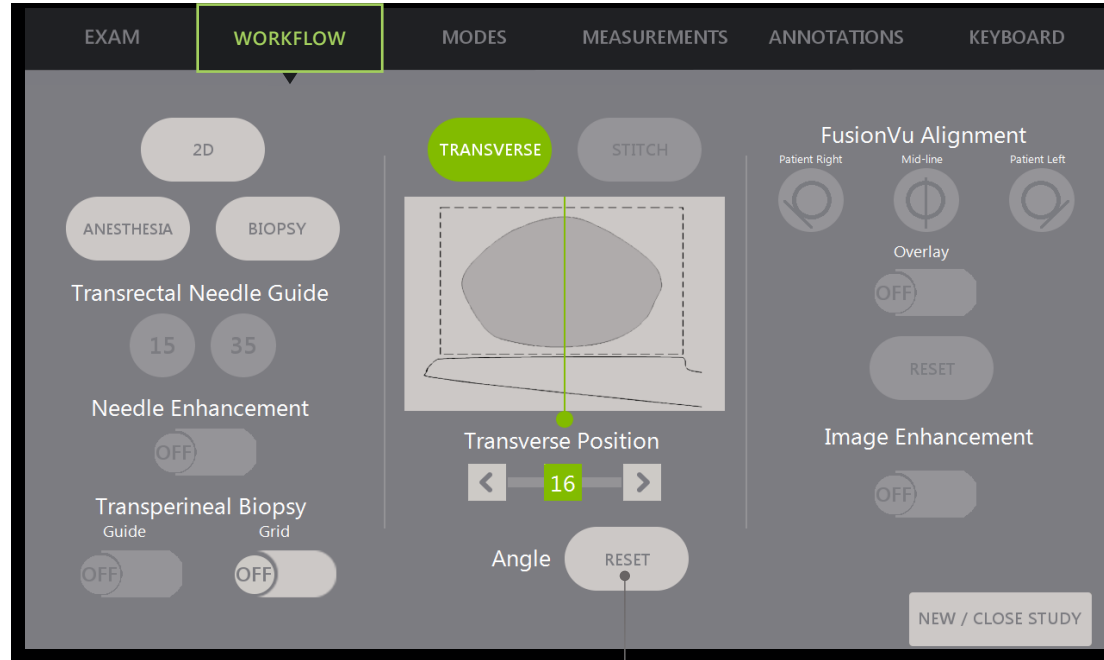 EXAM
WORKFLOW
MODES
MEASUREMENTS
ANNOTATIONS
KEYBOARD
2D
ANESTHESIA
BIOPSY
Transrectal Needle Guide
15
35
Needle Enhancement
OFF
Transperineal Biopsy
Guide
Grid
OFF
OFF
TRANSVERSE
STITCH
Transverse Position
<
16
>
Angle
RESET
FusionVu Alignment
Patient Right
Mid-line
Patient Left
Overlay
OFF
RESET
Image Enhancement
OFF
NEW / CLOSE STUDY